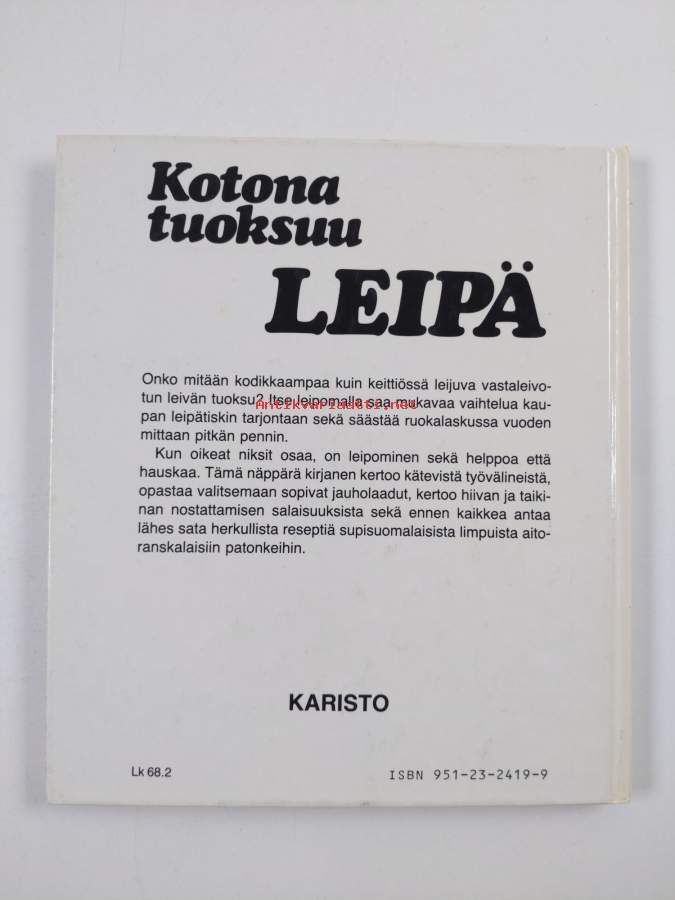 Kotona
tuoksuu
LEIPÄ
Onko mitään kodikkaampaa kuin keittiössä leijuva vastaleivo-
tun leivän tuoksu? Itse leipomalla saa mukavaa vaihtelua kau-
pan leipätiskin tarjontaan sekä säästää ruokalaskussa vuoden
mittaan pitkän pennin.
Kun oikeat niksit osaa, on leipominen sekä helppoa että
hauskaa. Tämä näppärä kirjanen kertoo kätevistä työvälineistä,
opastaa valitsemaan sopivat jauholaadut, kertoo hiivan ja taiki-
nan nostattamisen salaisuuksista sekä ennen kaikkea antaa
lähes sata herkullista reseptiä supisuomalaisista limpuista aito-
ranskalaisiin patonkeihin.
Antikvariaatti.net
KARISTO
Lk 68.2
ISBN 951-23-2419-9